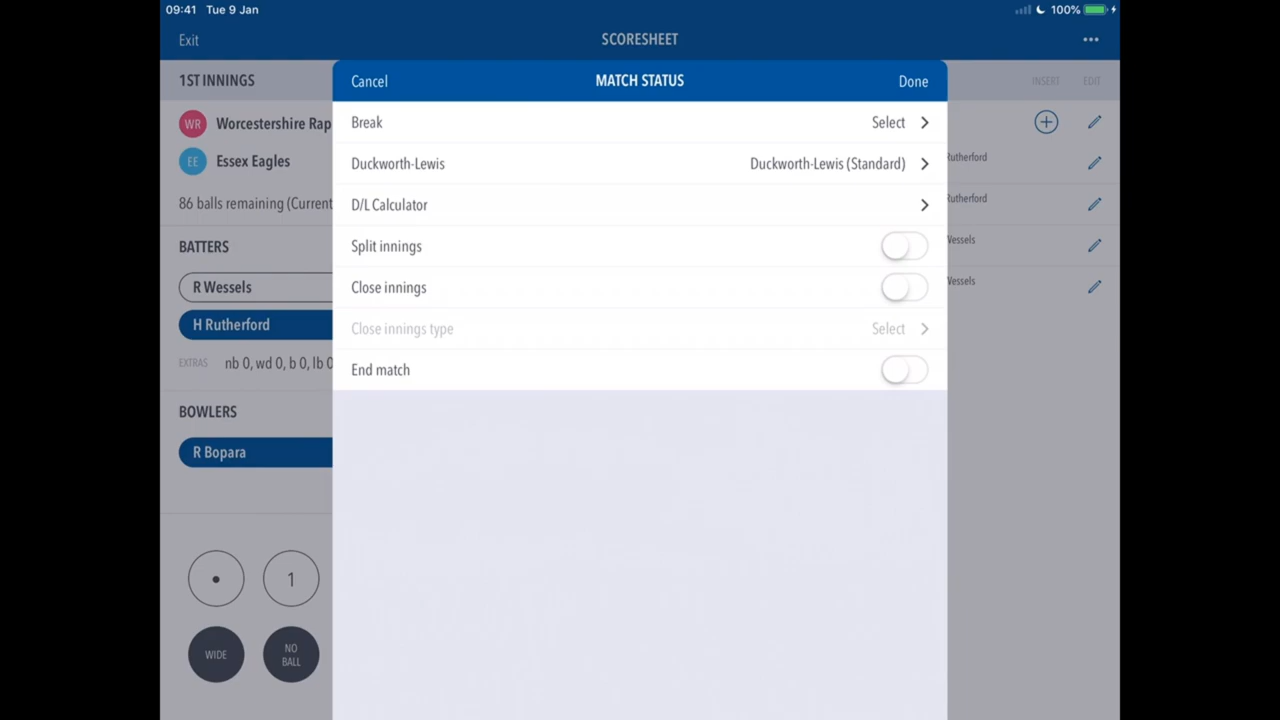 09:41 Tue 9 Jan 100%
Exit SCORESHEET
1ST INNINGS INSERT EDIT
Cancel MATCH STATUS Done
WR Worcestershire Rap
EE Essex Eagles
86 balls remaining (Current
BATTERS
R Wessels
H Rutherford
EXTRAS nb 0, wd 0, b 0, lb 0
BOWLERS
R Bopara
• 1
WIDE NO BALL
Break Select
Duckworth-Lewis Duckworth-Lewis (Standard)
D/L Calculator
Split innings
Close innings
Close innings type Select
End match
Rutherford
Rutherford
Wessels
Wessels